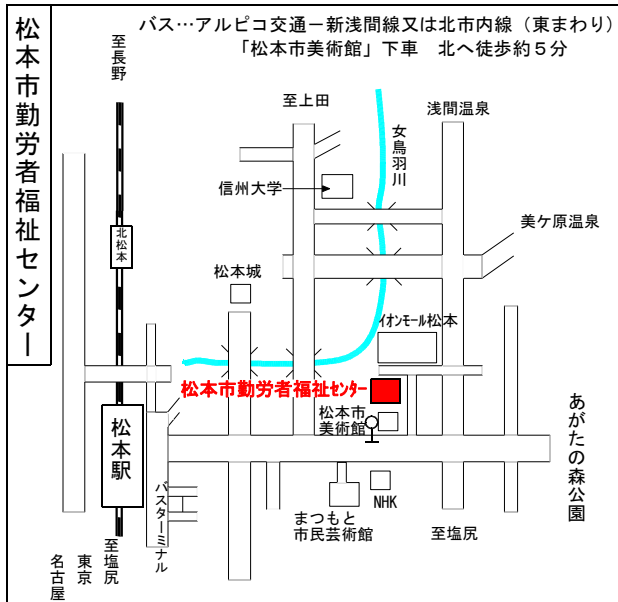 松本市勤労者福祉センター
バス…アルピコ交通－新浅間線又は北市内線（東まわり）
「松本市美術館」下車　北へ徒歩約５分
至長野
至上田
浅間温泉
女鳥羽川
信州大学
美ケ原温泉
北松本
松本城
ｲｵﾝﾓｰﾙ松本
松本市勤労者福祉ｾﾝﾀｰ
松本市
美術館
あがたの森公園
松本駅
バスターミナル
NHK
まつもと
市民芸術館
至塩尻
至塩尻
東京
名古屋